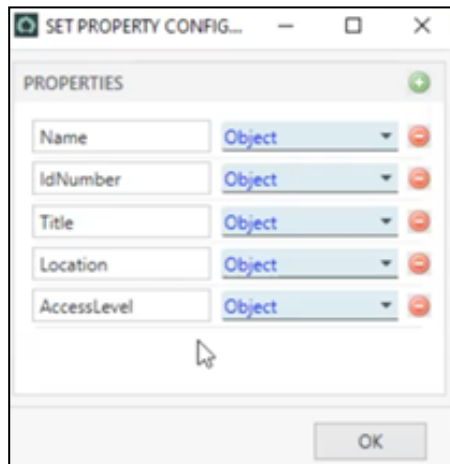 SET PROPERTY CONFIG...
PROPERTIES
Name Object
IdNumber Object
Title Object
Location Object
AccessLevel Object
OK